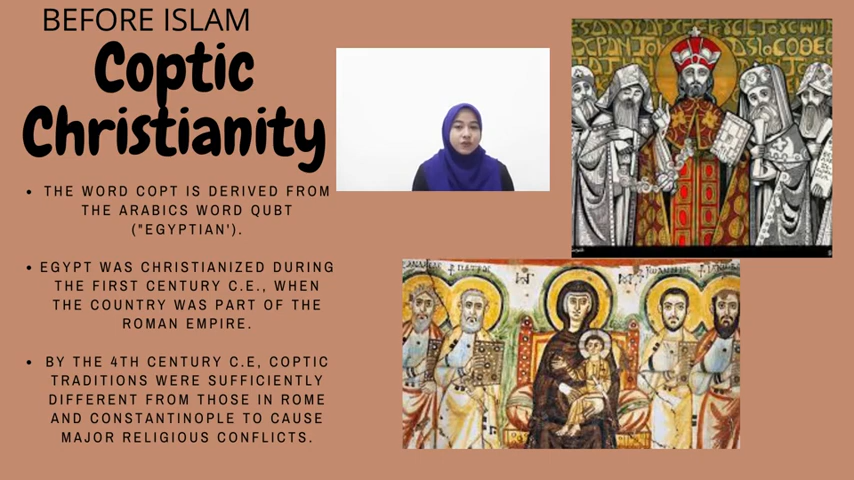 BEFORE ISLAM
Coptic
Christianity
• THE WORD COPT IS DERIVED FROM
THE ARABICS WORD QUBT
("EGYPTIAN').
• EGYPT WAS CHRISTIANIZED DURING
THE FIRST CENTURY C.E., WHEN
THE COUNTRY WAS PART OF THE
ROMAN EMPIRE.
• BY THE 4TH CENTURY C.E, COPTIC
TRADITIONS WERE SUFFICIENTLY
DIFFERENT FROM THOSE IN ROME
AND CONSTANTINOPLE TO CAUSE
MAJOR RELIGIOUS CONFLICTS.